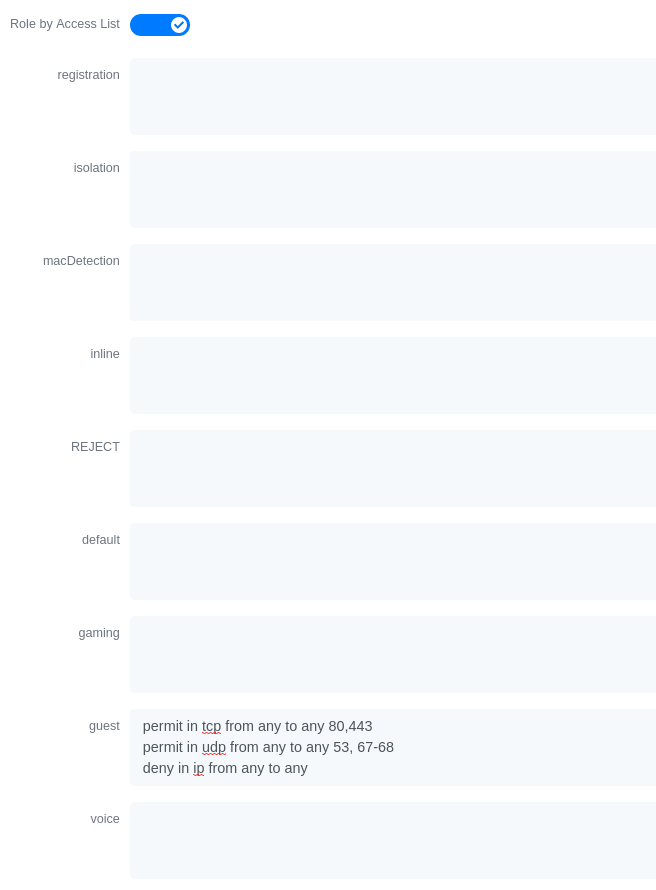 Role by Access List
registration
isolation
macDetection
inline
REJECT
default
gaming
guest
permit in tcp from any to any 80,443
permit in udp from any to any 53, 67-68
deny in ip from any to any
voice